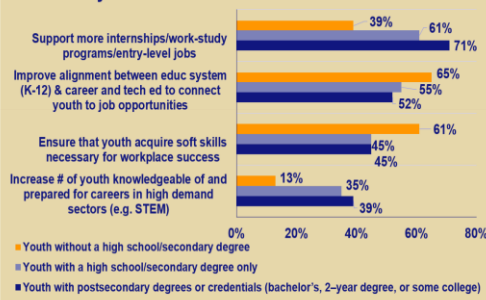 39%
Support more internships/work-study
programs/entry-level jobs
61%
71%
Improve alignment between educ system
(K-12) & career and tech ed to connect
youth to job opportunities
65%
55%
52%
Ensure that youth acquire soft skills
necessary for workplace success
61%
45%
45%
Increase # of youth knowledgeable of and
prepared for careers in high demand
sectors (e.g. STEM)
13%
35%
39%
0% 20% 40% 60% 80%
Youth without a high school/secondary degree
Youth with a high school/secondary degree only
Youth with postsecondary degrees or credentials (bachelor's, 2–year degree, or some college)